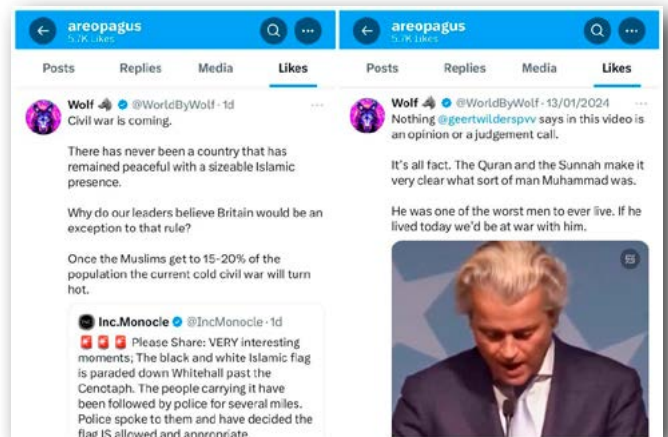 areopagus
5.7K Likes
Posts Replies Media Likes
Wolf @WorldByWolf · 1d
Civil war is coming.
There has never been a country that has
remained peaceful with a sizeable Islamic
presence.
Why do our leaders believe Britain would be an
exception to that rule?
Once the Muslims get to 15-20% of the
population the current cold civil war will turn
hot.
Inc.Monocle @IncMonocle · 1d
Please Share: VERY interesting
moments; The black and white Islamic flag
is paraded down Whitehall past the
Cenotaph. The people carrying it have
been followed by police for several miles.
Police spoke to them and have decided the
flag IS allowed and appropriate
areopagus
5.7K Likes
Posts Replies Media Likes
Wolf @WorldByWolf · 13/01/2024
Nothing @geertwilderspvv says in this video is
an opinion or a judgement call.
It's all fact. The Quran and the Sunnah make it
very clear what sort of man Muhammad was.
He was one of the worst men to ever live. If he
lived today we'd be at war with him.